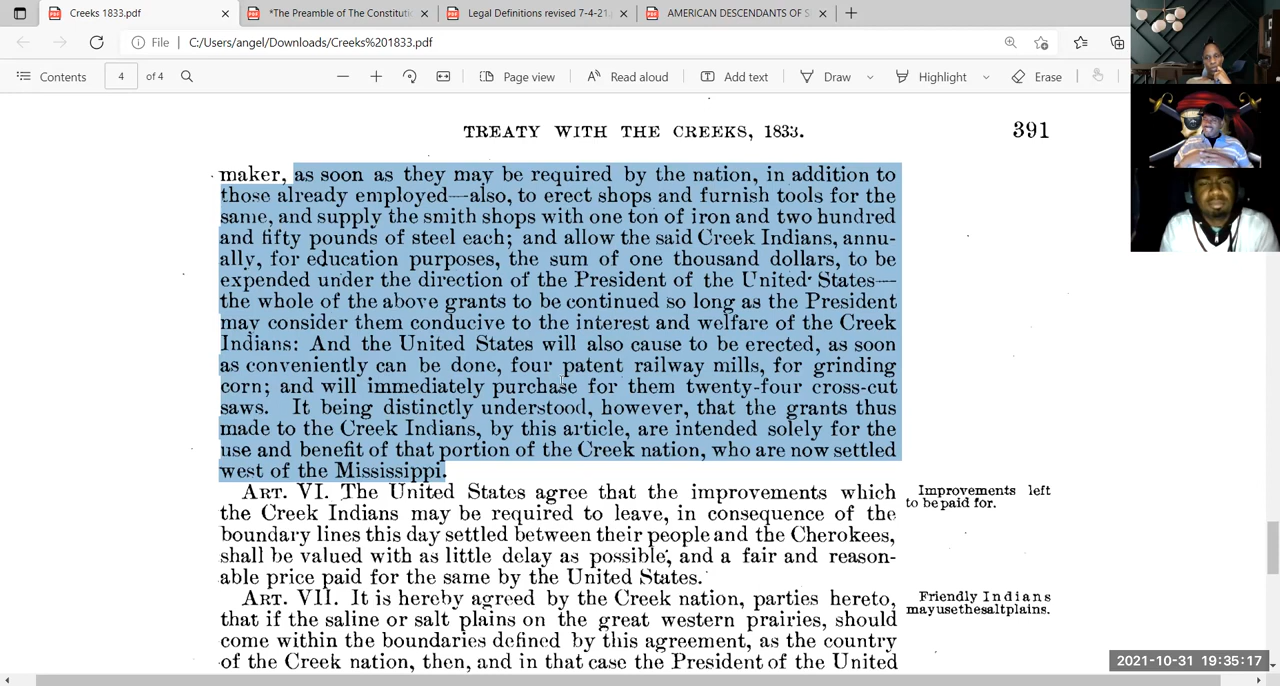 Creeks 1833.pdf
*The Preamble of The Constitutio
Legal Definitions revised 7-4-21.
AMERICAN DESCENDANTS OF S
File
C:/Users/angel/Downloads/Creeks%201833.pdf
Contents
4
of 4
Page view
Read aloud
Add text
Draw
Highlight
Erase
TREATY WITH THE CREEKS, 1833.
391
maker, as soon as they may be required by the nation, in addition to
those already employed—also, to erect shops and furnish tools for the
same, and supply the smith shops with one ton of iron and two hundred
and fifty pounds of steel each; and allow the said Creek Indians, annu-
ally, for education purposes, the sum of one thousand dollars, to be
expended under the direction of the President of the United States—
the whole of the above grants to be continued so long as the President
may consider them conducive to the interest and welfare of the Creek
Indians: And the United States will also cause to be erected, as soon
as conveniently can be done, four patent railway mills, for grinding
corn; and will immediately purchase for them twenty-four cross-cut
saws. It being distinctly understood, however, that the grants thus
made to the Creek Indians, by this article, are intended solely for the
use and benefit of that portion of the Creek nation, who are now settled
west of the Mississippi.
ART. VI. The United States agree that the improvements which
the Creek Indians may be required to leave, in consequence of the
boundary lines this day settled between their people and the Cherokees,
shall be valued with as little delay as possible, and a fair and reason-
able price paid for the same by the United States.
Improvements left
to be paid for.
ART. VII. It is hereby agreed by the Creek nation, parties hereto,
that if the saline or salt plains on the great western prairies, should
come within the boundaries defined by this agreement, as the country
of the Creek nation, then, and in that case the President of the United
Friendly Indians
may use the salt plains.
2021-10-31 19:35:17